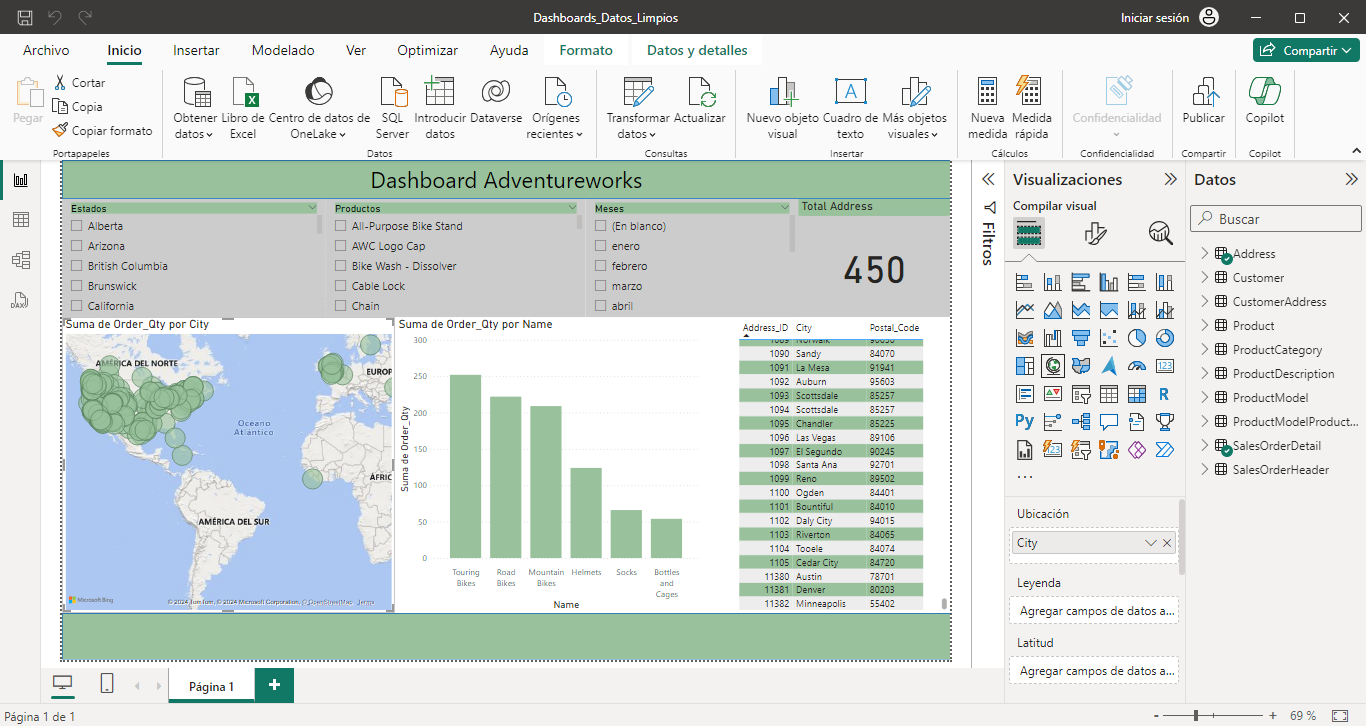 Dashboards_Datos_Limpios
Iniciar sesión
Archivo
Inicio
Insertar
Modelado
Ver
Optimizar
Ayuda
Formato
Datos y detalles
Compartir
Pegar
Cortar
Copia
Copiar formato
Portapapeles
Obtener datos
Libro de Excel
Centro de datos de OneLake
SQL Server
Introducir datos
Dataverse
Orígenes recientes
Datos
Transformar datos
Actualizar
Consultas
Nuevo objeto visual
Cuadro de texto
Más objetos visuales
Insertar
Nueva medida
Medida rápida
Cálculos
Confidencialidad
Confidencialidad
Publicar
Compartir
Copilot
Copilot
Dashboard Adventureworks
Estados
Alberta
Arizona
British Columbia
Brunswick
California
Productos
All-Purpose Bike Stand
AWC Logo Cap
Bike Wash - Dissolver
Cable Lock
Chain
Meses
(En blanco)
enero
febrero
marzo
abril
Total Address
450
Suma de Order_Qty por City
AMÉRICA DEL NORTE
EUROP
Océano Atlántico
ÁFRIC
AMÉRICA DEL SUR
Microsoft Bing
© 2024 TomTom, © 2024 Microsoft Corporation, © OpenStreetMap Terms
Suma de Order_Qty por Name
Suma de Order_Qty
300
250
200
150
100
50
0
Touring Bikes
Road Bikes
Mountain Bikes
Helmets
Socks
Bottles and Cages
Name
Address_ID City Postal_Code
1089 Norwalk 90650
1090 Sandy 84070
1091 La Mesa 91941
1092 Auburn 95603
1093 Scottsdale 85257
1094 Scottsdale 85257
1095 Chandler 85225
1096 Las Vegas 89106
1097 El Segundo 90245
1098 Santa Ana 92701
1099 Reno 89502
1100 Ogden 84401
1101 Bountiful 84010
1102 Daly City 94015
1103 Riverton 84065
1104 Tooele 84074
1105 Cedar City 84720
11380 Austin 78701
11381 Denver 80203
11382 Minneapolis 55402
Filtros
Visualizaciones
Compilar visual
123
R
Py
123
...
Ubicación
City
Leyenda
Agregar campos de datos a...
Latitud
Agregar campos de datos a...
Datos
Buscar
Address
Customer
CustomerAddress
Product
ProductCategory
ProductDescription
ProductModel
ProductModelProduct...
SalesOrderDetail
SalesOrderHeader
DAX
Página 1
Página 1 de 1
69 %